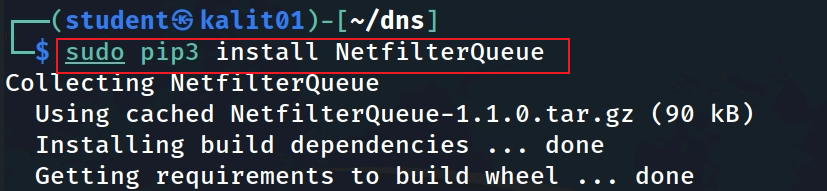 ┌──(student㉿kalit01)-[~/dns]
└─$ sudo pip3 install NetfilterQueue
Collecting NetfilterQueue
  Using cached NetfilterQueue-1.1.0.tar.gz (90 kB)
  Installing build dependencies ... done
  Getting requirements to build wheel ... done